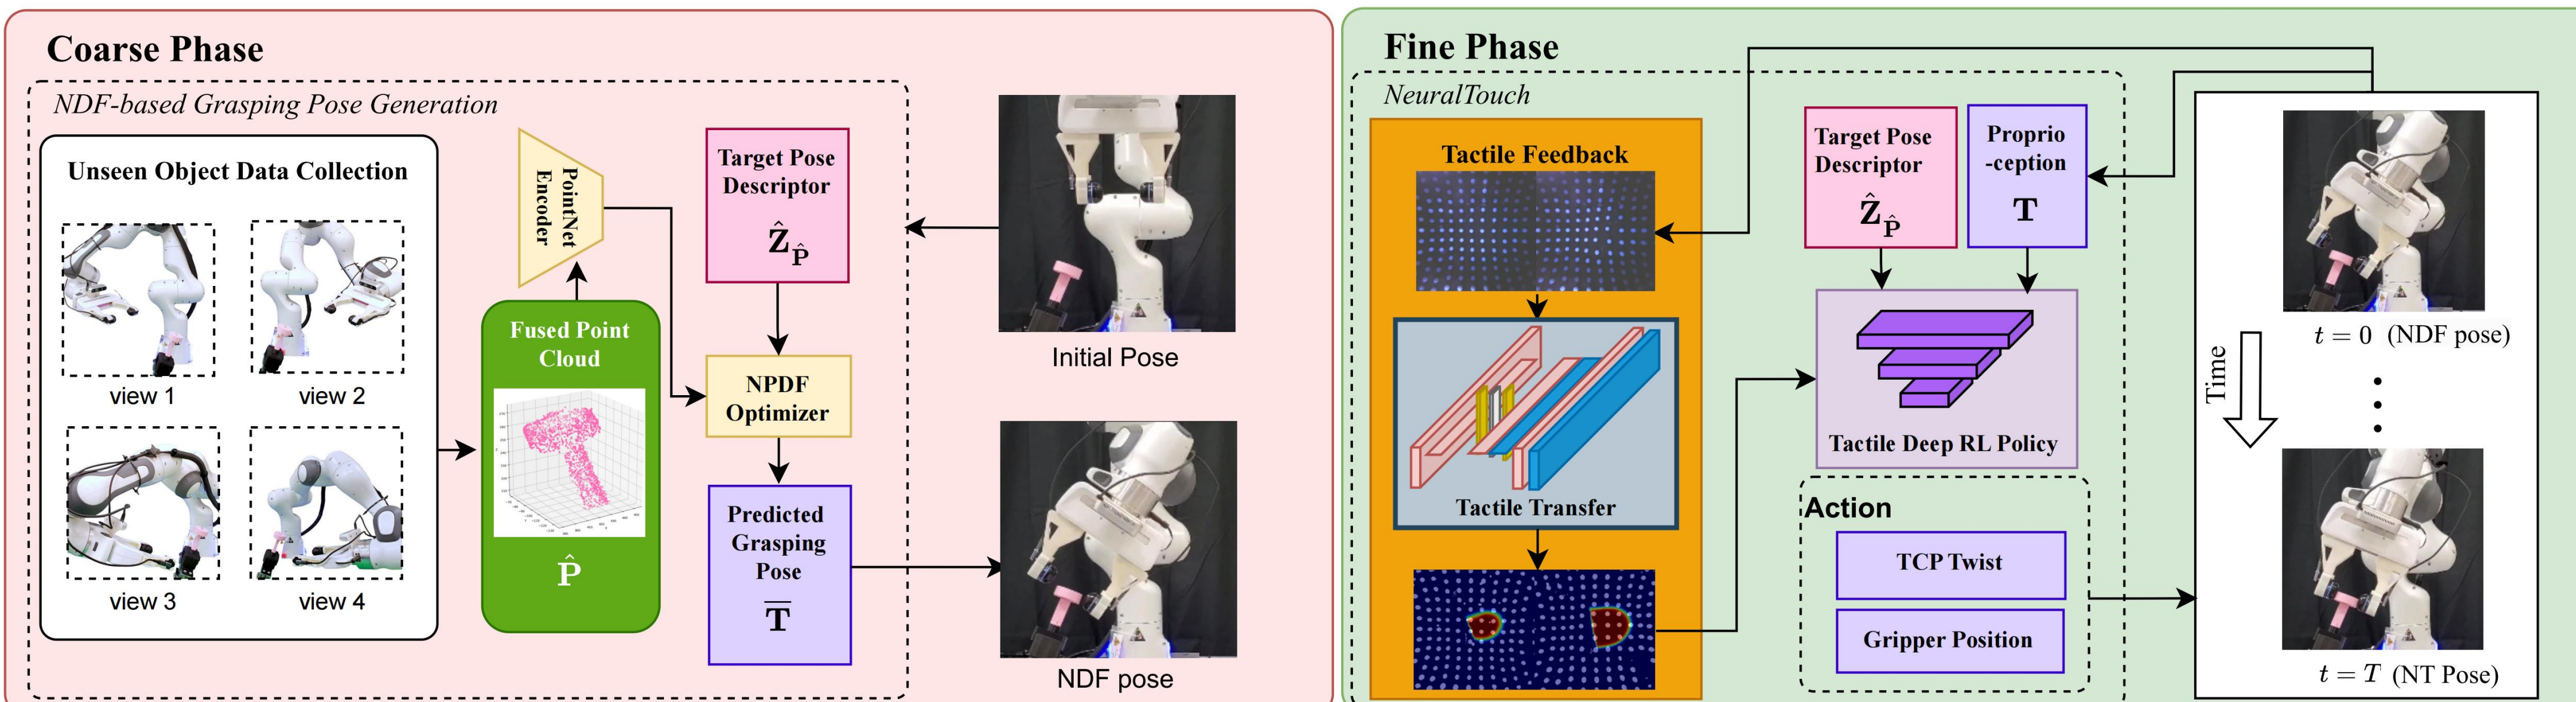 Coarse Phase
NDF-based Grasping Pose Generation
Unseen Object Data Collection
view 1
view 2
view 3
view 4
PointNet
Encoder
Fused Point
Cloud
P̂
Target Pose
Descriptor
Ẑ_P̂
NPDF
Optimizer
Predicted
Grasping
Pose
T̅
Initial Pose
NDF pose
Fine Phase
NeuralTouch
Tactile Feedback
Tactile Transfer
Target Pose
Descriptor
Ẑ_P̂
Proprio
-ception
T
Tactile Deep RL Policy
Action
TCP Twist
Gripper Position
t = 0 (NDF pose)
Time
t = T (NT Pose)